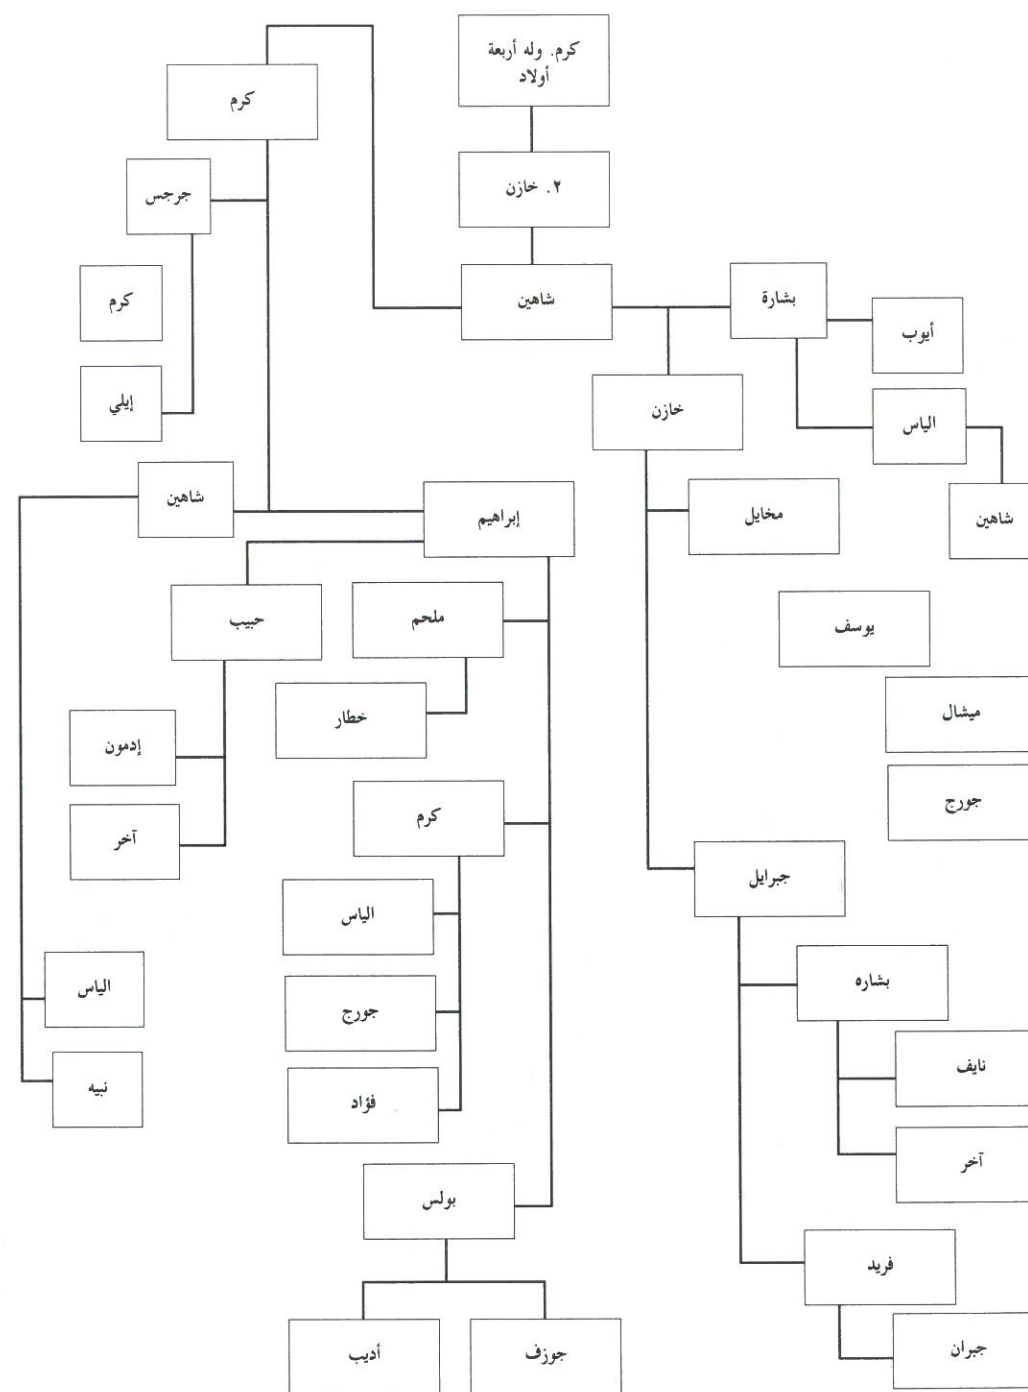 كرم. وله أربعة
أولاد
كرم
٢. خازن
جرجس
شاهين
بشارة
كرم
أيوب
إيلي
خازن
الياس
شاهين
إبراهيم
مخايل
شاهين
حبيب
ملحم
يوسف
خطار
ميشال
إدمون
جورج
آخر
كرم
جبرايل
الياس
بشاره
الياس
جورج
نايف
نبيه
فؤاد
آخر
بولس
فريد
أديب
جوزف
جبران